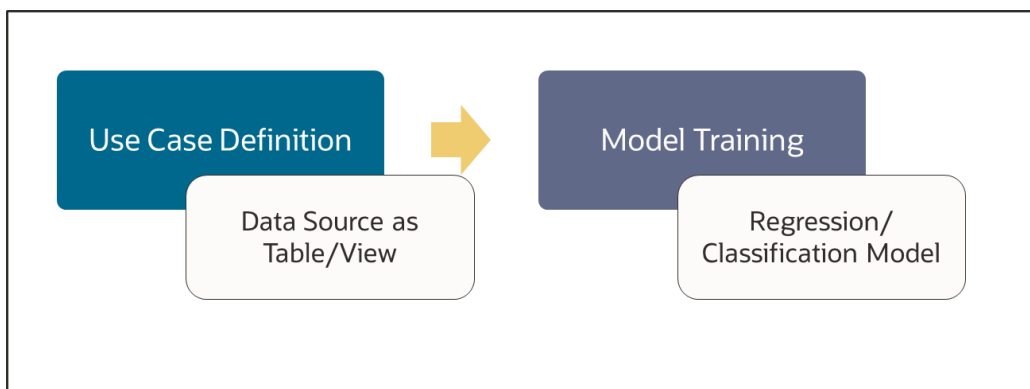 Use Case Definition
Data Source as
Table/View
Model Training
Regression/
Classification Model